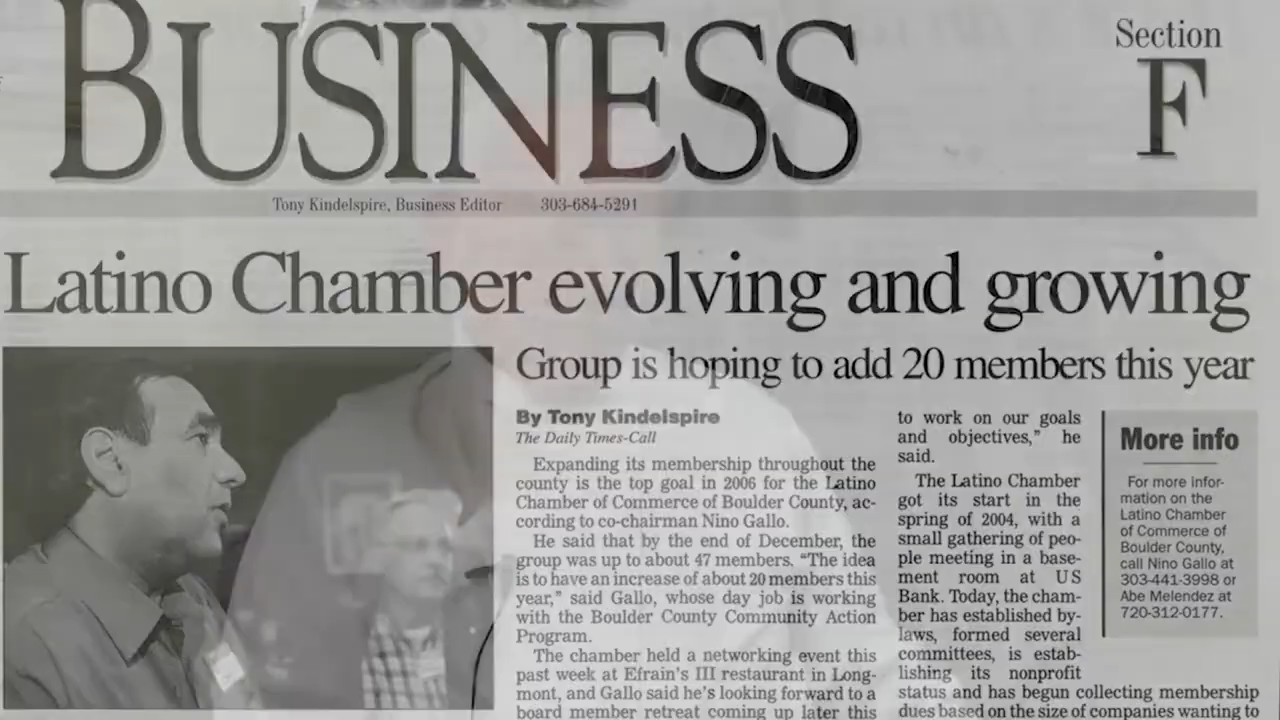 BUSINESS
Section
F
Tony Kindelspire, Business Editor 303-684-5291
Latino Chamber evolving and growing
Group is hoping to add 20 members this year
By Tony Kindelspire
The Daily Times-Call
Expanding its membership throughout the
county is the top goal in 2006 for the Latino
Chamber of Commerce of Boulder County, ac-
cording to co-chairman Nino Gallo.
He said that by the end of December, the
group was up to about 47 members. “The idea
is to have an increase of about 20 members this
year,” said Gallo, whose day job is working
with the Boulder County Community Action
Program.
The chamber held a networking event this
past week at Efrain's III restaurant in Long-
mont, and Gallo said he's looking forward to a
board member retreat coming up later this
to work on our goals
and objectives,” he
said.
The Latino Chamber
got its start in the
spring of 2004, with a
small gathering of peo-
ple meeting in a base-
ment room at US
Bank. Today, the cham-
ber has established by-
laws, formed several
committees, is estab-
lishing its nonprofit
status and has begun collecting membership
dues based on the size of companies wanting to
More info
For more infor-
mation on the
Latino Chamber
of Commerce of
Boulder County,
call Nino Gallo at
303-441-3998 or
Abe Melendez at
720-312-0177.